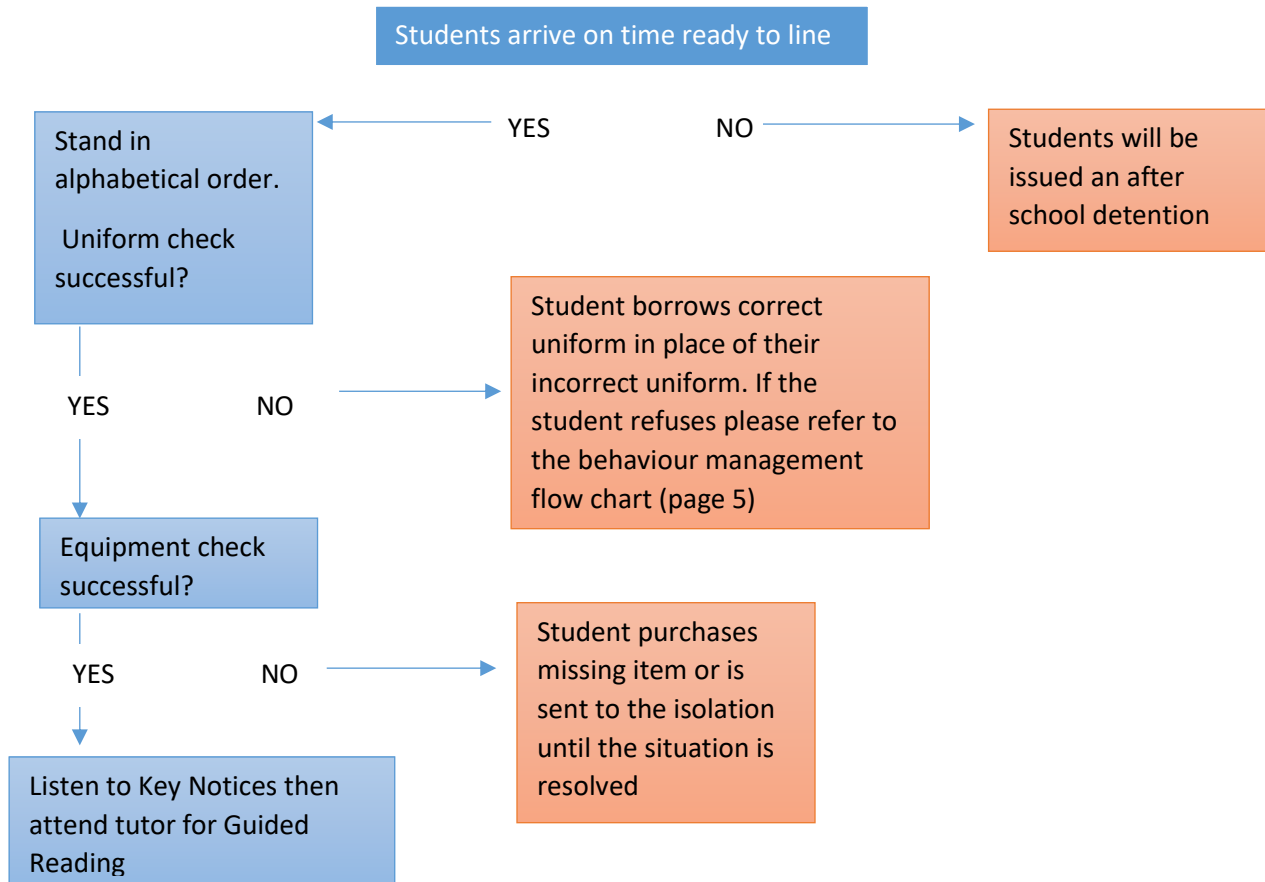 Students arrive on time ready to line
YES
NO
Stand in
alphabetical order.
Uniform check
successful?
Students will be
issued an after
school detention
YES
NO
Student borrows correct
uniform in place of their
incorrect uniform. If the
student refuses please refer to
the behaviour management
flow chart (page 5)
Equipment check
successful?
YES
NO
Student purchases
missing item or is
sent to the isolation
until the situation is
resolved
Listen to Key Notices then
attend tutor for Guided
Reading